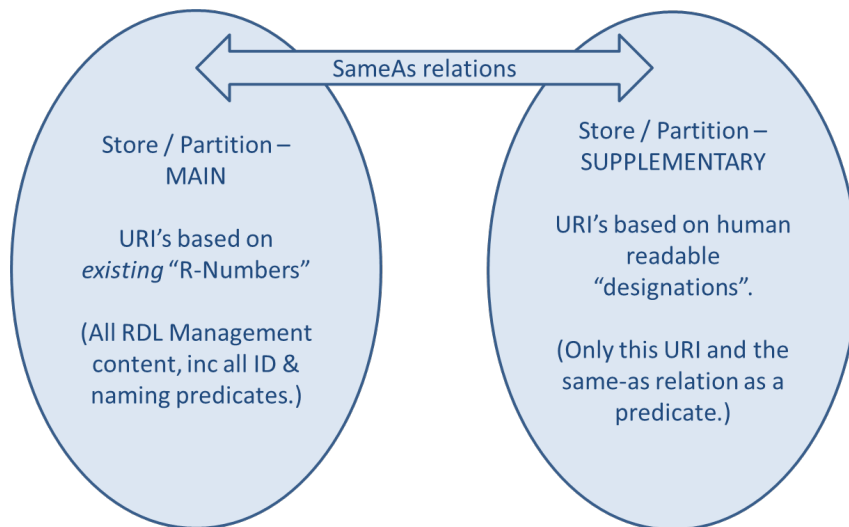 SameAs relations
Store / Partition –
MAIN
URI's based on
existing “R-Numbers”
(All RDL Management
content, inc all ID &
naming predicates.)
Store / Partition –
SUPPLEMENTARY
URI's based on human
readable
“designations”.
(Only this URI and the
same-as relation as a
predicate.)